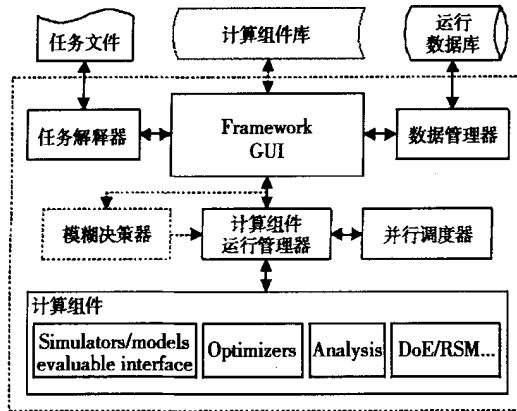 任务文件
计算组件库
运行
数据库
任务解释器
Framework
GUI
数据管理器
模糊决策器
计算组件
运行管理器
并行调度器
计算组件
Simulators/models
evaluable interface
Optimizers
Analysis
DoE/RSM...